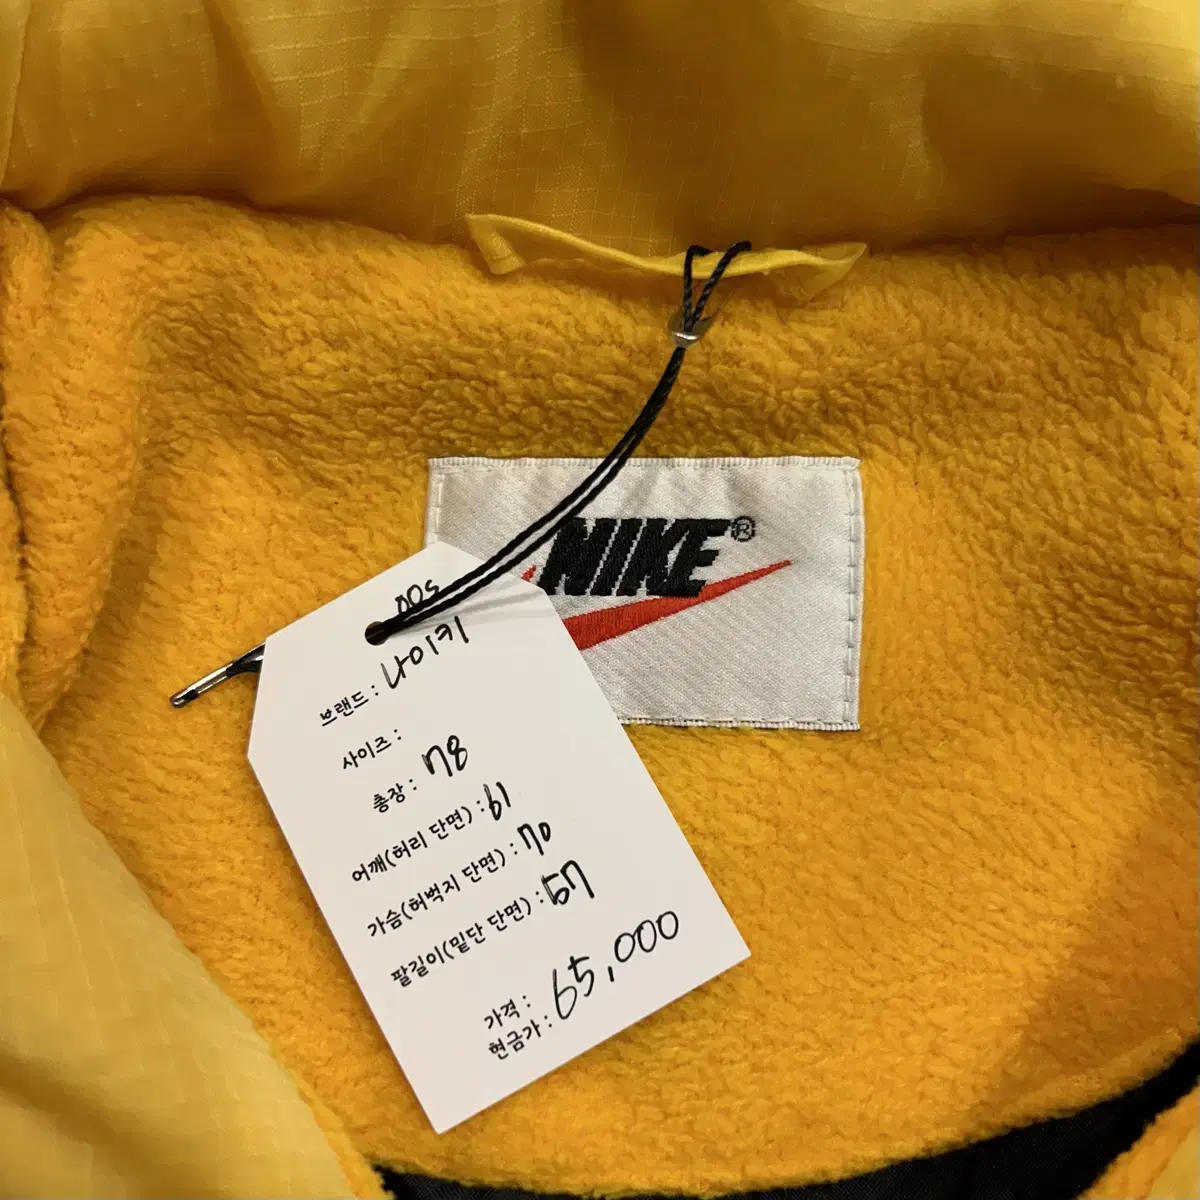 NIKE®
00s
브랜드 : 나이키
사이즈 :
총장 : 78
어깨(허리 단면) : 61
가슴(허벅지 단면) : 70
팔길이(밑단 단면) : 57
가격 :
현금가 : 65,000